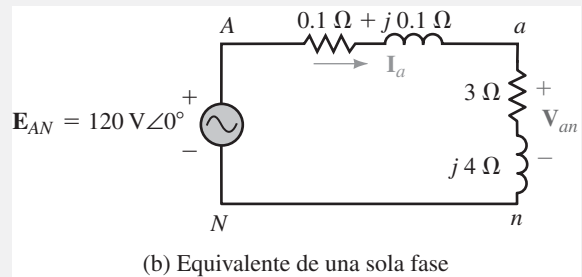 0.1 Ω + j 0.1 Ω
A
a
I_a
+
3 Ω
+
E_AN = 120 V∠0°
V_an
−
j 4 Ω
−
N
n
(b) Equivalente de una sola fase